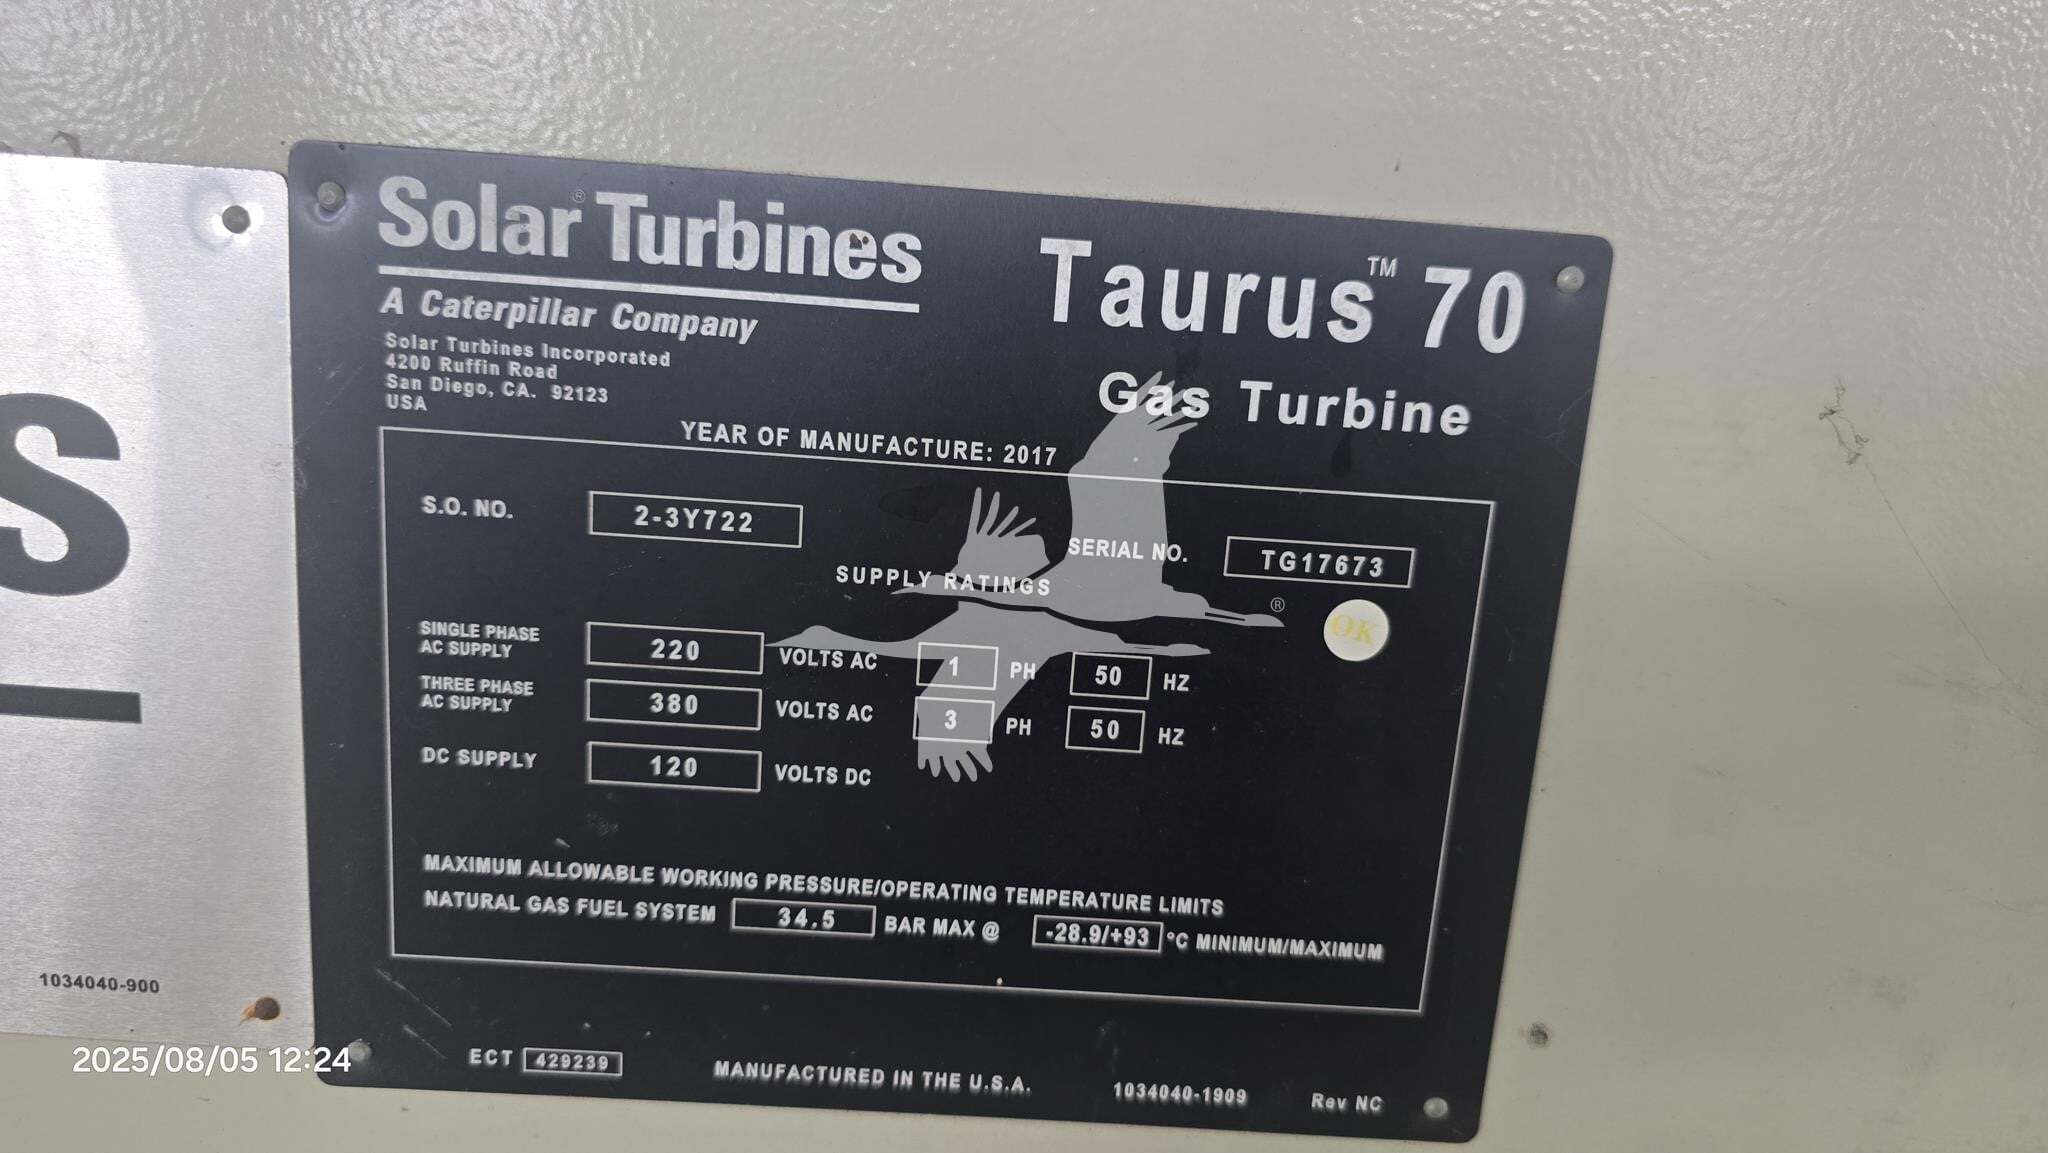 Solar® Turbines
A Caterpillar Company
Solar Turbines Incorporated
4200 Ruffin Road
San Diego, CA. 92123
USA
Taurus™ 70
Gas Turbine
YEAR OF MANUFACTURE: 2017
S.O. NO. 2-3Y722
SERIAL NO. TG17673
SUPPLY RATINGS
®
OK
SINGLE PHASE
AC SUPPLY 220 VOLTS AC 1 PH 50 HZ
THREE PHASE
AC SUPPLY 380 VOLTS AC 3 PH 50 HZ
DC SUPPLY 120 VOLTS DC
MAXIMUM ALLOWABLE WORKING PRESSURE/OPERATING TEMPERATURE LIMITS
NATURAL GAS FUEL SYSTEM 34.5 BAR MAX @ -28.9/+93 °C MINIMUM/MAXIMUM
ECT 429239 MANUFACTURED IN THE U.S.A. 1034040-1909 Rev NC
S
1034040-900
2025/08/05 12:24